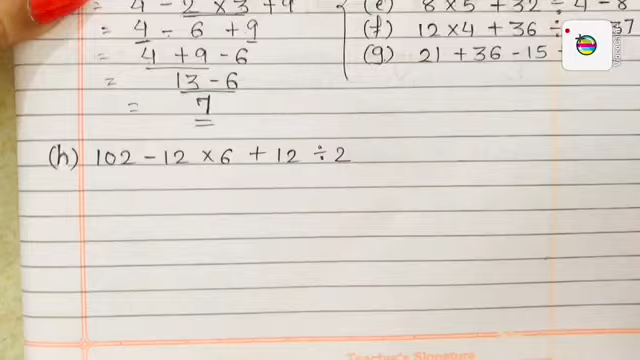 = 4 - 2 × 3 + 9
= 4 - 6 + 9
= 4 + 9 - 6
= 13 - 6
= 7
(e) 8 × 5 + 32 ÷ 4 - 8
(f) 12 × 4 + 36 ÷ 37
(g) 21 + 36 - 15
(h) 102 - 12 × 6 + 12 ÷ 2
Teacher's Signature